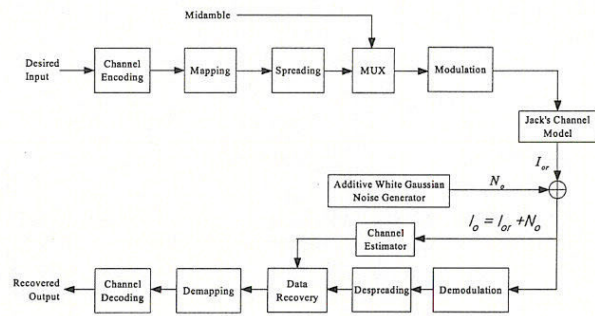 Midamble
Desired
Input
Channel
Encoding
Mapping
Spreading
MUX
Modulation
Jack's Channel
Model
I_or
Additive White Gaussian
Noise Generator
N_o
I_o = I_or + N_o
Channel
Estimator
Recovered
Output
Channel
Decoding
Demapping
Data
Recovery
Despreading
Demodulation